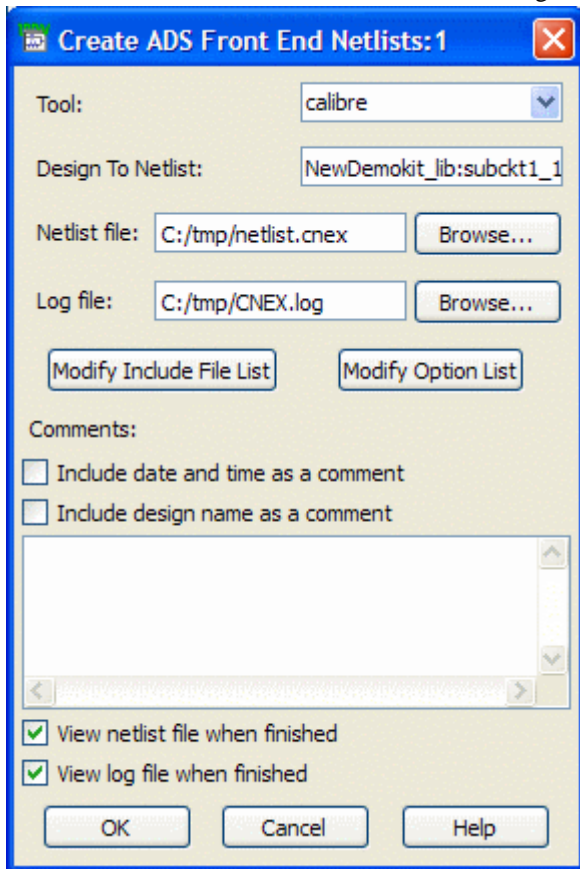 Create ADS Front End Netlists:1
Tool: calibre
Design To Netlist: NewDemokit_lib:subckt1_1
Netlist file: C:/tmp/netlist.cnex Browse...
Log file: C:/tmp/CNEX.log Browse...
Modify Include File List Modify Option List
Comments:
Include date and time as a comment
Include design name as a comment
View netlist file when finished
View log file when finished
OK Cancel Help